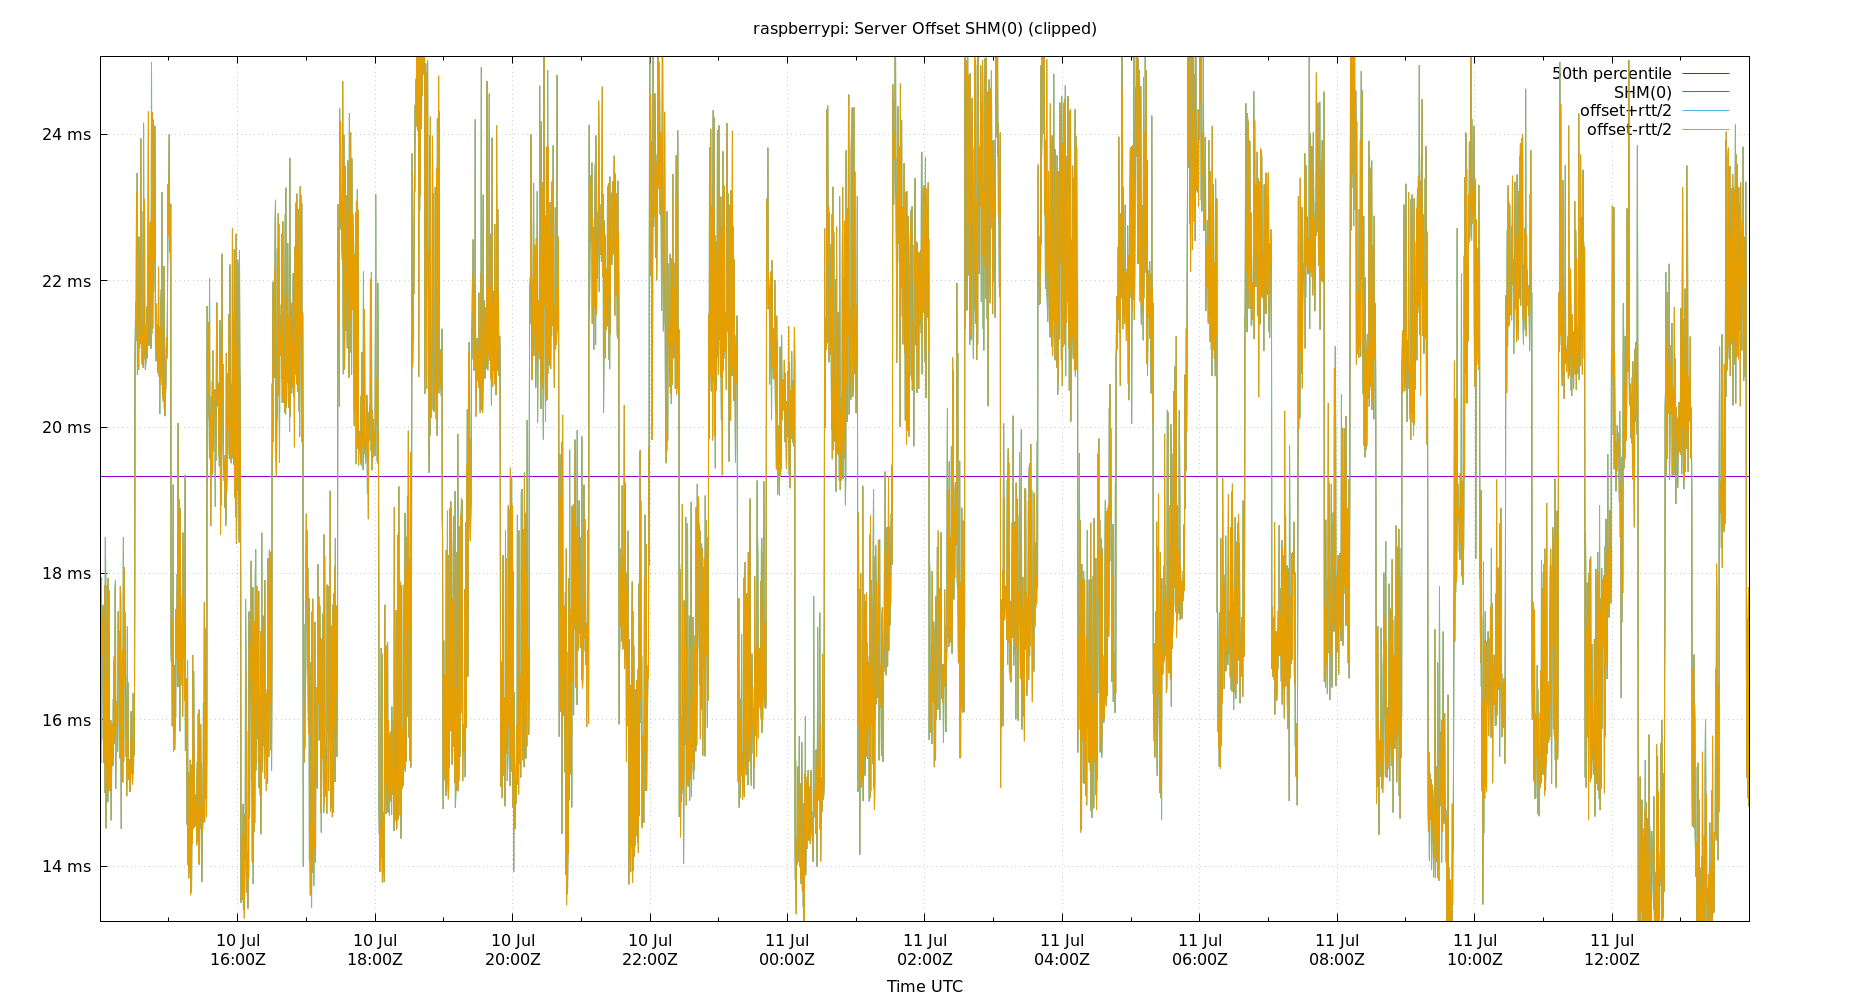 raspberrypi: Server Offset SHM(0) (clipped)
50th percentile
SHM(0)
offset+rtt/2
offset-rtt/2
24 ms
22 ms
20 ms
18 ms
16 ms
14 ms
10 Jul 10 Jul 10 Jul 10 Jul 11 Jul 11 Jul 11 Jul 11 Jul 11 Jul 11 Jul 11 Jul
16:00Z 18:00Z 20:00Z 22:00Z 00:00Z 02:00Z 04:00Z 06:00Z 08:00Z 10:00Z 12:00Z
Time UTC